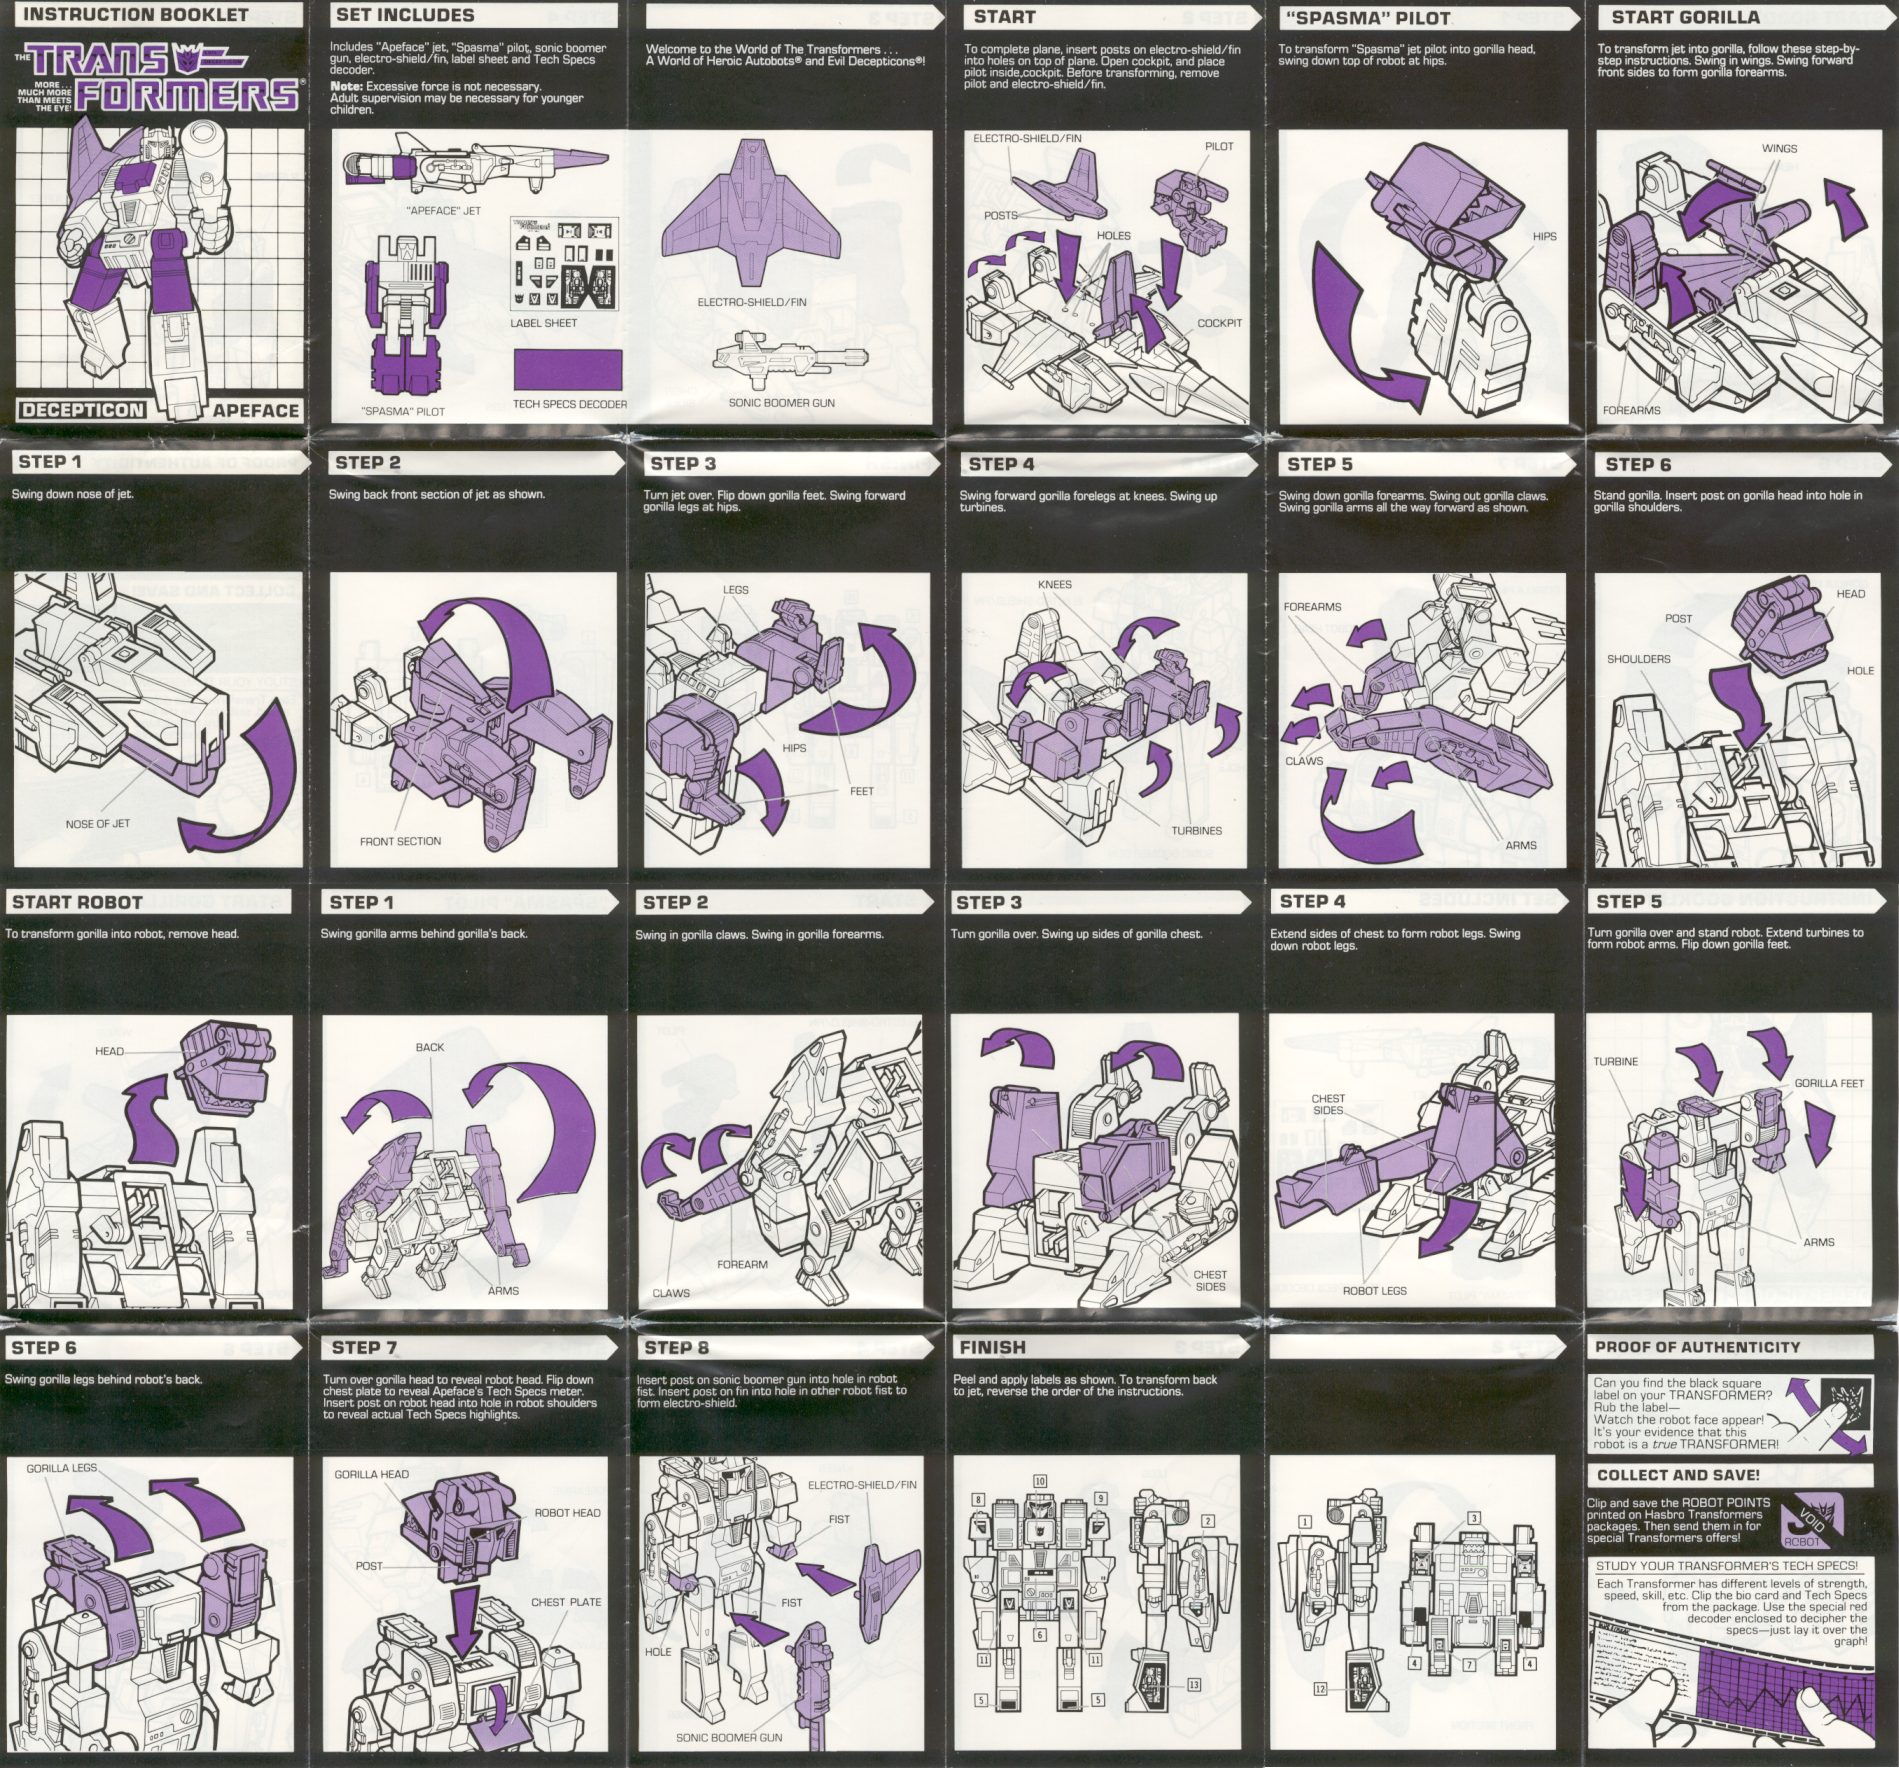 INSTRUCTION BOOKLET
THE TRANSFORMERS®
MORE...
MUCH MORE
THAN MEETS
THE EYE!
DECEPTICON
APEFACE
SET INCLUDES
Includes "Apeface" jet, "Spasma" pilot, sonic boomer
gun, electro-shield/fin, label sheet and Tech Specs
decoder.
Note: Excessive force is not necessary.
Adult supervision may be necessary for younger
children.
"APEFACE" JET
"SPASMA" PILOT
LABEL SHEET
TECH SPECS DECODER
Welcome to the World of The Transformers . . .
A World of Heroic Autobots® and Evil Decepticons®!
ELECTRO-SHIELD/FIN
SONIC BOOMER GUN
START
To complete plane, insert posts on electro-shield/fin
into holes on top of plane. Open cockpit, and place
pilot inside,cockpit. Before transforming, remove
pilot and electro-shield/fin.
ELECTRO-SHIELD/FIN
PILOT
POSTS
HOLES
COCKPIT
"SPASMA" PILOT
To transform "Spasma" jet pilot into gorilla head,
swing down top of robot at hips.
HIPS
START GORILLA
To transform jet into gorilla, follow these step-by-
step instructions. Swing in wings. Swing forward
front sides to form gorilla forearms.
WINGS
FOREARMS
STEP 1
Swing down nose of jet.
NOSE OF JET
STEP 2
Swing back front section of jet as shown.
FRONT SECTION
STEP 3
Turn jet over. Flip down gorilla feet. Swing forward
gorilla legs at hips.
LEGS
HIPS
FEET
STEP 4
Swing forward gorilla forelegs at knees. Swing up
turbines.
KNEES
TURBINES
STEP 5
Swing down gorilla forearms. Swing out gorilla claws.
Swing gorilla arms all the way forward as shown.
FOREARMS
CLAWS
ARMS
STEP 6
Stand gorilla. Insert post on gorilla head into hole in
gorilla shoulders.
HEAD
POST
SHOULDERS
HOLE
START ROBOT
To transform gorilla into robot, remove head.
HEAD
STEP 1
Swing gorilla arms behind gorilla's back.
BACK
ARMS
STEP 2
Swing in gorilla claws. Swing in gorilla forearms.
FOREARM
CLAWS
STEP 3
Turn gorilla over. Swing up sides of gorilla chest.
CHEST
SIDES
STEP 4
Extend sides of chest to form robot legs. Swing
down robot legs.
CHEST
SIDES
ROBOT LEGS
STEP 5
Turn gorilla over and stand robot. Extend turbines to
form robot arms. Flip down gorilla feet.
TURBINE
GORILLA FEET
ARMS
STEP 6
Swing gorilla legs behind robot's back.
GORILLA LEGS
STEP 7
Turn over gorilla head to reveal robot head. Flip down
chest plate to reveal Apeface's Tech Specs meter.
Insert post on robot head into hole in robot shoulders
to reveal actual Tech Specs highlights.
GORILLA HEAD
ROBOT HEAD
POST
CHEST PLATE
STEP 8
Insert post on sonic boomer gun into hole in robot
fist. Insert post on fin into hole in other robot fist to
form electro-shield.
ELECTRO-SHIELD/FIN
FIST
FIST
HOLE
SONIC BOOMER GUN
FINISH
Peel and apply labels as shown. To transform back
to jet, reverse the order of the instructions.
10
8
9
2
6
11
11
13
5
5
1
3
4
7
4
12
PROOF OF AUTHENTICITY
Can you find the black square
label on your TRANSFORMER?
Rub the label—
Watch the robot face appear!
It's your evidence that this
robot is a true TRANSFORMER!
COLLECT AND SAVE!
Clip and save the ROBOT POINTS
printed on Hasbro Transformers
packages. Then send them in for
special Transformers offers!
VOID
ROBOT
STUDY YOUR TRANSFORMER'S TECH SPECS!
Each Transformer has different levels of strength,
speed, skill, etc. Clip the bio card and Tech Specs
from the package. Use the special red
decoder enclosed to decipher the
specs—just lay it over the
graph!